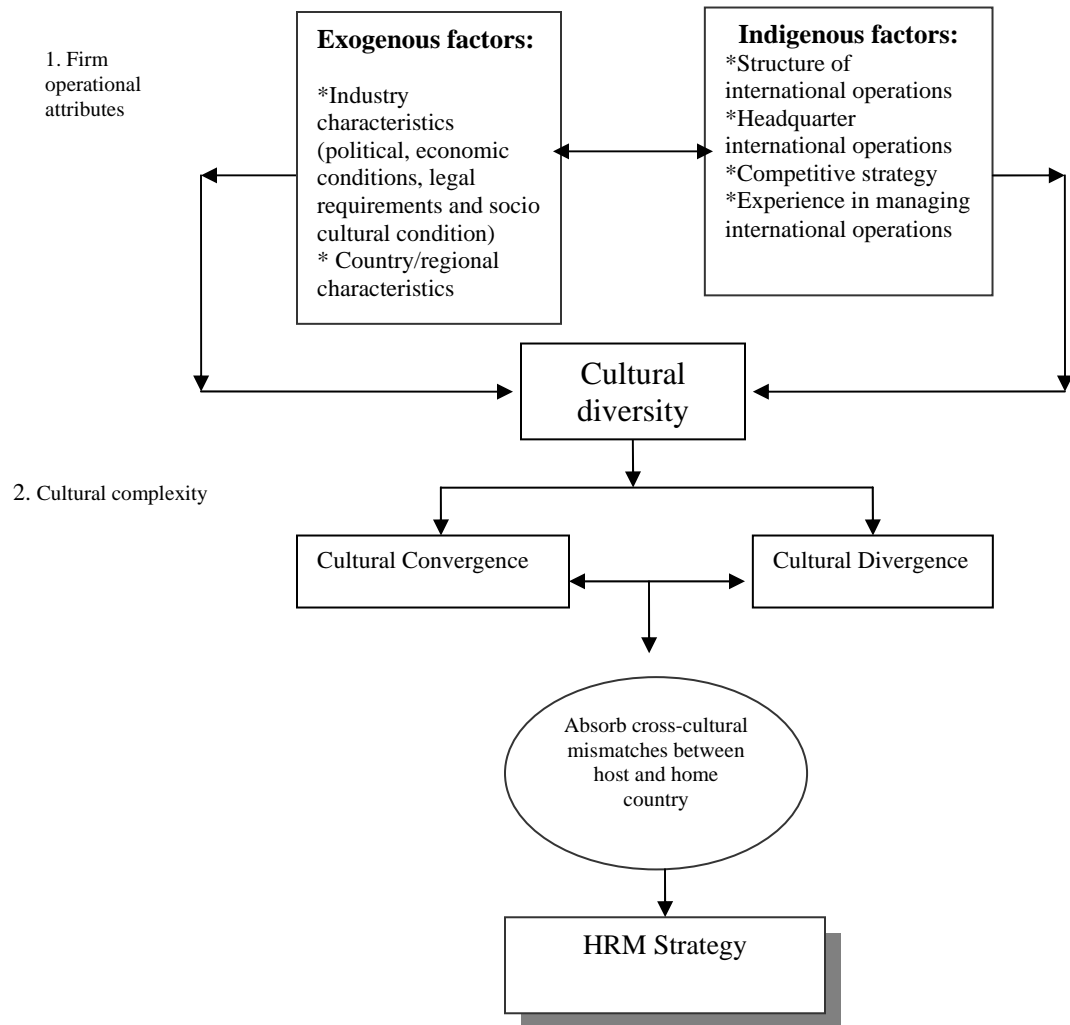 1. Firm
operational
attributes
Exogenous factors:
*Industry
characteristics
(political, economic
conditions, legal
requirements and socio
cultural condition)
* Country/regional
characteristics
Indigenous factors:
*Structure of
international operations
*Headquarter
international operations
*Competitive strategy
*Experience in managing
international operations
Cultural
diversity
2. Cultural complexity
Cultural Convergence
Cultural Divergence
Absorb cross-cultural
mismatches between
host and home
country
HRM Strategy